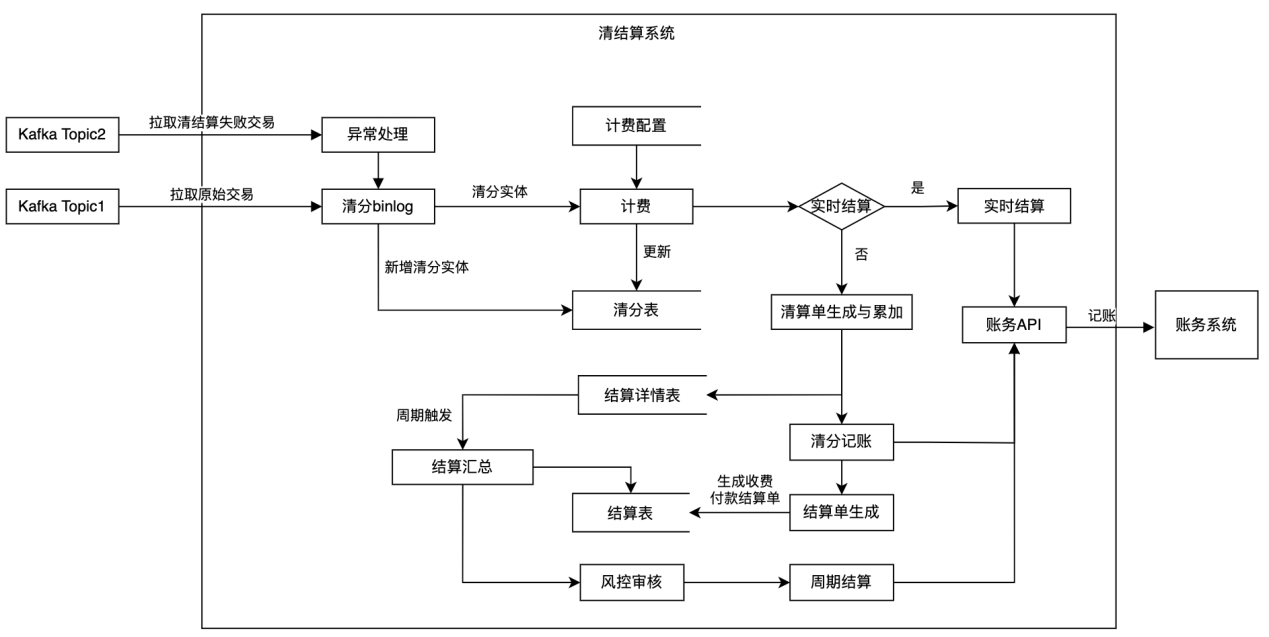 清结算系统
Kafka Topic2
拉取清结算失败交易
异常处理
计费配置
Kafka Topic1
拉取原始交易
清分binlog
清分实体
计费
实时结算
是
实时结算
新增清分实体
更新
否
清分表
清算单生成与累加
账务API
记账
账务系统
结算详情表
周期触发
清分记账
结算汇总
生成收费
付款结算单
结算表
结算单生成
风控审核
周期结算